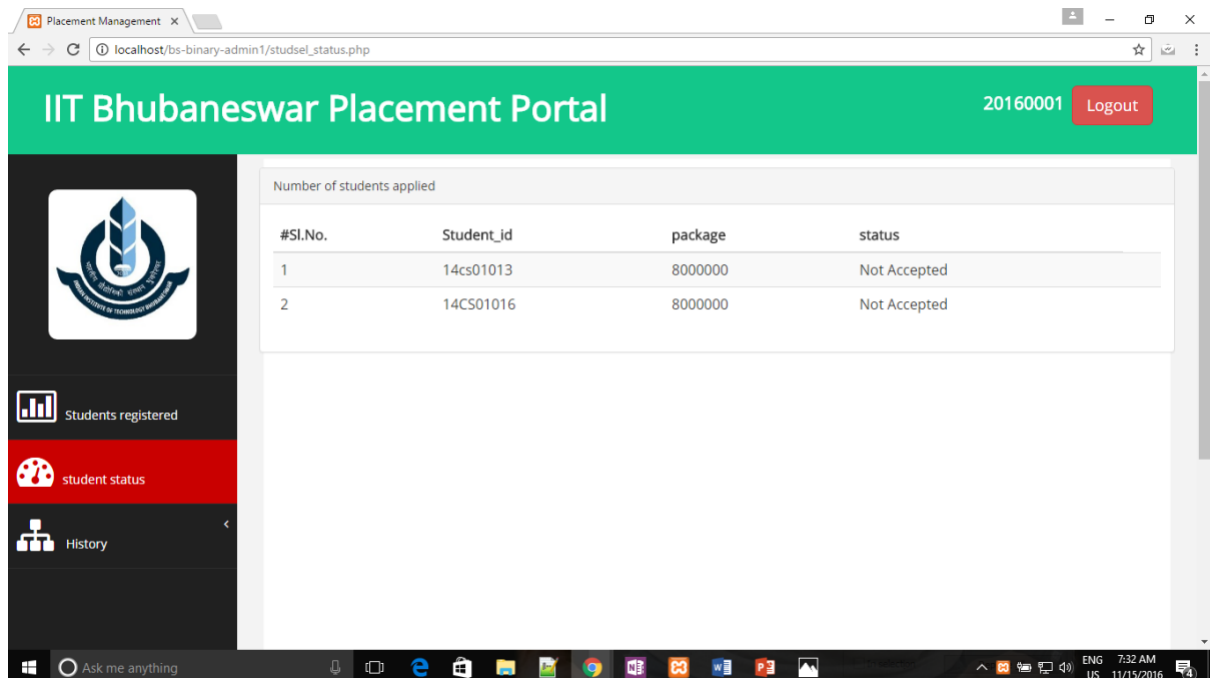 Placement Management
localhost/bs-binary-admin1/studsel_status.php
IIT Bhubaneswar Placement Portal
20160001 Logout
Number of students applied
#Sl.No. Student_id package status
1 14cs01013 8000000 Not Accepted
2 14CS01016 8000000 Not Accepted
Students registered
student status
History
Ask me anything
ENG 7:32 AM
US 11/15/2016